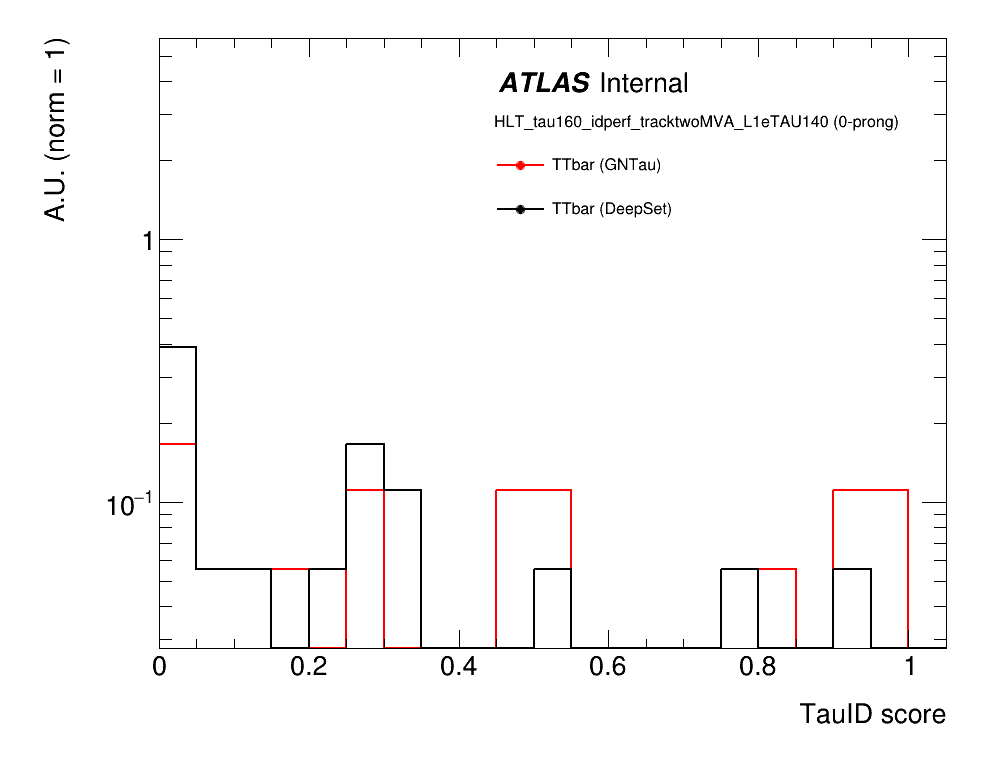 A.U. (norm = 1)
ATLAS Internal
HLT_tau160_idperf_tracktwoMVA_L1eTAU140 (0-prong)
TTbar (GNTau)
TTbar (DeepSet)
1
10⁻¹
0 0.2 0.4 0.6 0.8 1
TauID score